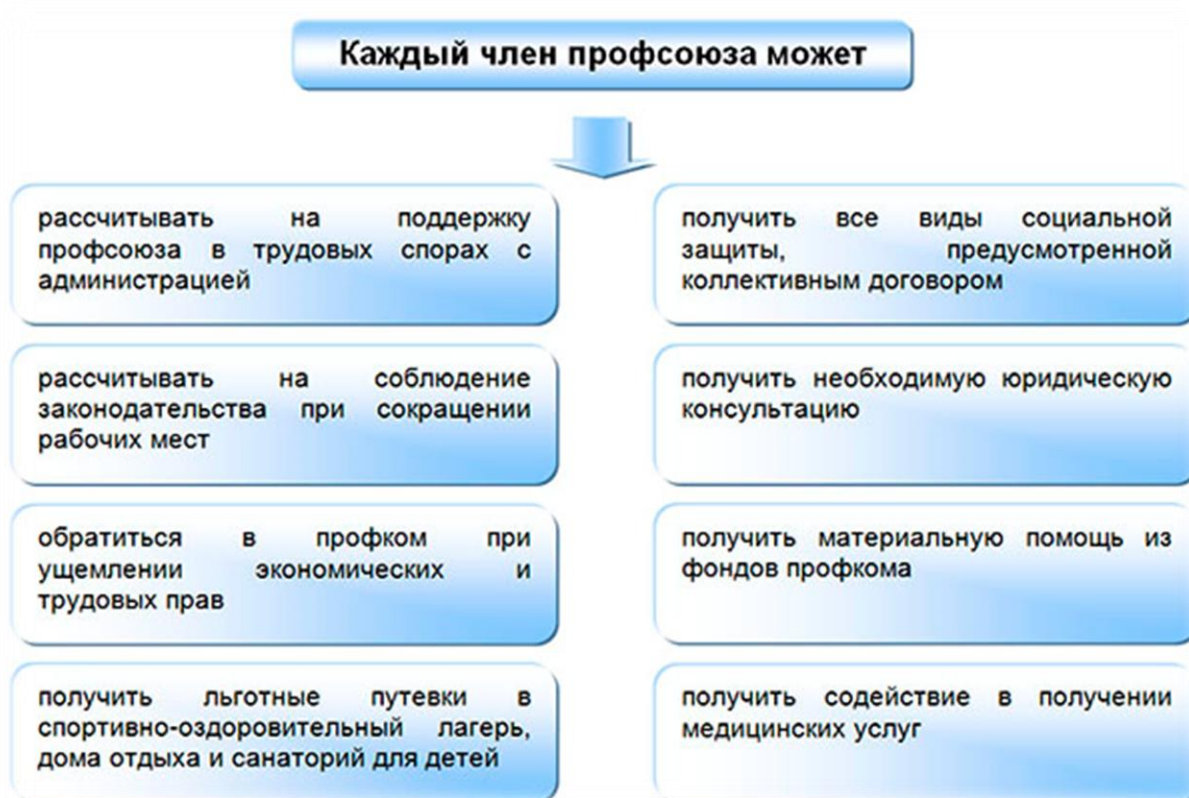 Каждый член профсоюза может
рассчитывать на поддержку
профсоюза в трудовых спорах с
администрацией
получить все виды социальной
защиты, предусмотренной
коллективным договором
рассчитывать на соблюдение
законодательства при сокращении
рабочих мест
получить необходимую юридическую
консультацию
обратиться в профком при
ущемлении экономических и
трудовых прав
получить материальную помощь из
фондов профкома
получить льготные путевки в
спортивно-оздоровительный лагерь,
дома отдыха и санаторий для детей
получить содействие в получении
медицинских услуг